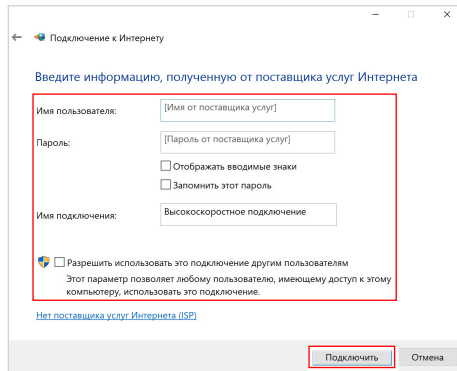 Подключение к Интернету
Введите информацию, полученную от поставщика услуг Интернета
Имя пользователя:
[Имя от поставщика услуг]
Пароль:
[Пароль от поставщика услуг]
Отображать вводимые знаки
Запомнить этот пароль
Имя подключения:
Высокоскоростное подключение
Разрешить использовать это подключение другим пользователям
Этот параметр позволяет любому пользователю, имеющему доступ к этому
компьютеру, использовать это подключение.
Нет поставщика услуг Интернета (ISP)
Подключить
Отмена